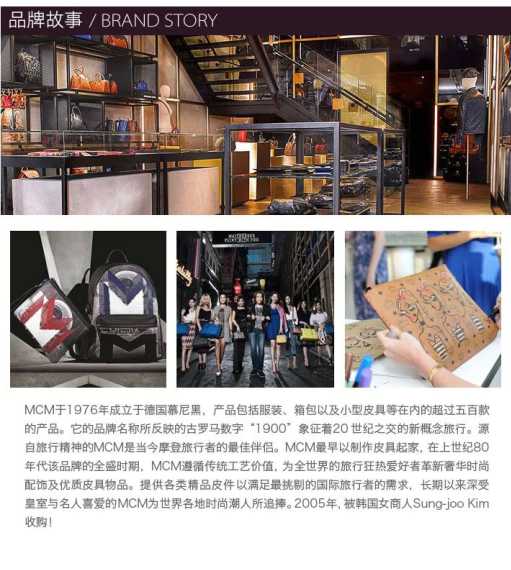 品牌故事 / BRAND STORY
MCM于1976年成立于德国慕尼黑，产品包括服装、箱包以及小型皮具等在内的超过五百款
的产品。它的品牌名称所反映的古罗马数字“1900”象征着20 世纪之交的新概念旅行。源
自旅行精神的MCM是当今摩登旅行者的最佳伴侣。MCM最早以制作皮具起家，在上世纪80
年代该品牌的全盛时期，MCM遵循传统工艺价值，为全世界的旅行狂热爱好者革新奢华时尚
配饰及优质皮具物品。提供各类精品皮件以满足最挑剔的国际旅行者的需求，长期以来深受
皇室与名人喜爱的MCM为世界各地时尚潮人所追捧。2005年，被韩国女商人Sung-joo Kim
收购！